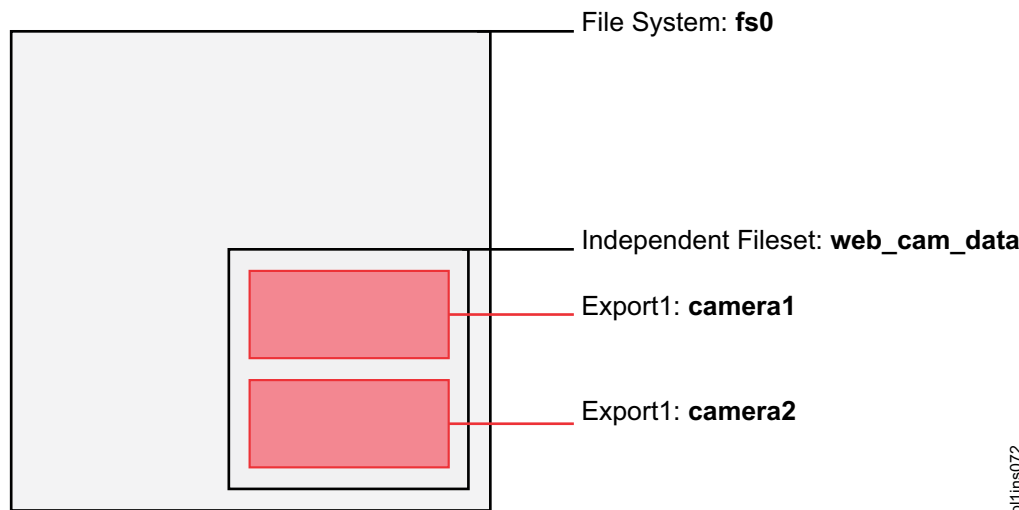 File System: fs0
Independent Fileset: web_cam_data
Export1: camera1
Export1: camera2